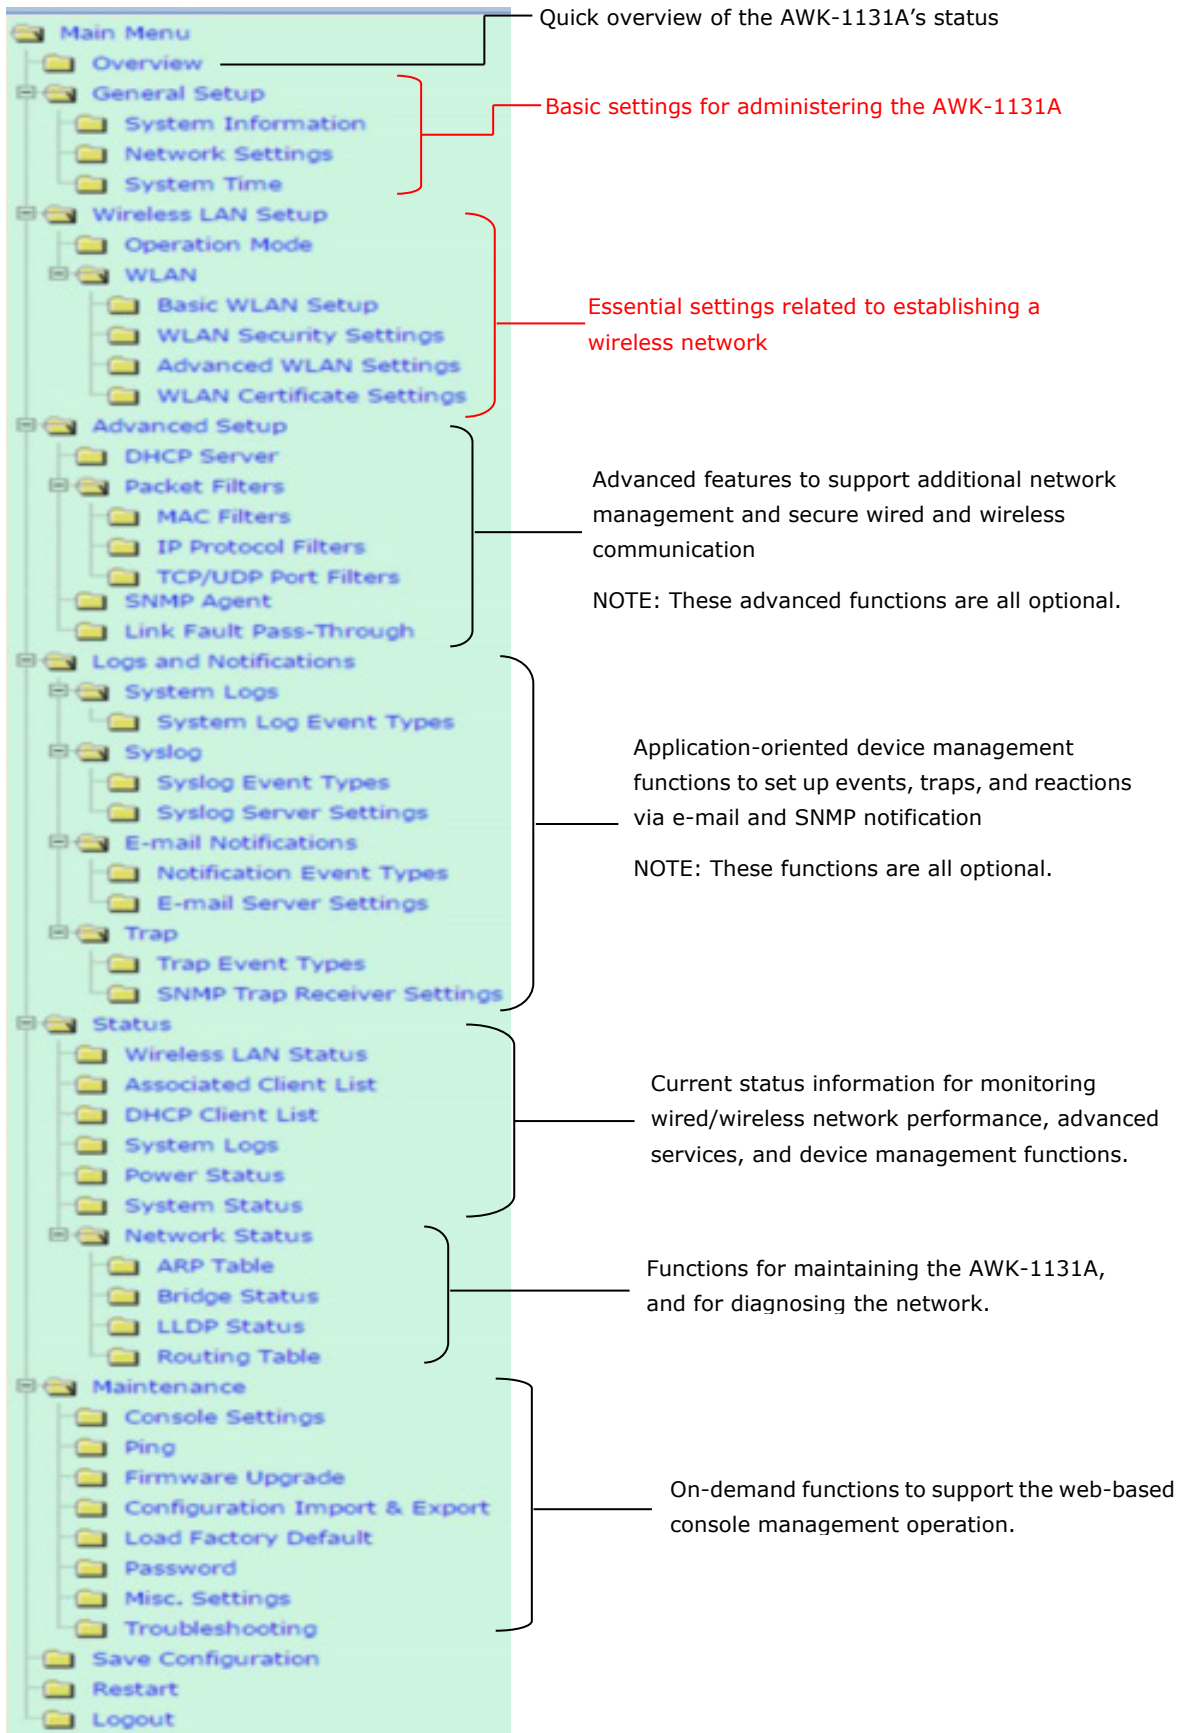 Main Menu
Overview
General Setup
System Information
Network Settings
System Time
Wireless LAN Setup
Operation Mode
WLAN
Basic WLAN Setup
WLAN Security Settings
Advanced WLAN Settings
WLAN Certificate Settings
Advanced Setup
DHCP Server
Packet Filters
MAC Filters
IP Protocol Filters
TCP/UDP Port Filters
SNMP Agent
Link Fault Pass-Through
Logs and Notifications
System Logs
System Log Event Types
Syslog
Syslog Event Types
Syslog Server Settings
E-mail Notifications
Notification Event Types
E-mail Server Settings
Trap
Trap Event Types
SNMP Trap Receiver Settings
Status
Wireless LAN Status
Associated Client List
DHCP Client List
System Logs
Power Status
System Status
Network Status
ARP Table
Bridge Status
LLDP Status
Routing Table
Maintenance
Console Settings
Ping
Firmware Upgrade
Configuration Import & Export
Load Factory Default
Password
Misc. Settings
Troubleshooting
Save Configuration
Restart
Logout
Quick overview of the AWK-1131A’s status
Basic settings for administering the AWK-1131A
Essential settings related to establishing a
wireless network
Advanced features to support additional network
management and secure wired and wireless
communication
NOTE: These advanced functions are all optional.
Application-oriented device management
functions to set up events, traps, and reactions
via e-mail and SNMP notification
NOTE: These functions are all optional.
Current status information for monitoring
wired/wireless network performance, advanced
services, and device management functions.
Functions for maintaining the AWK-1131A,
and for diagnosing the network.
On-demand functions to support the web-based
console management operation.